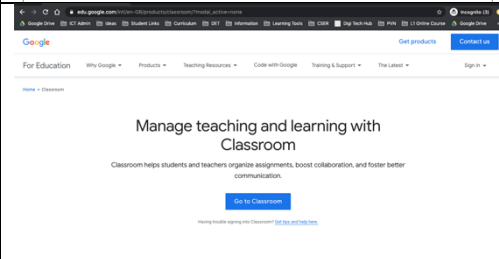 edu.google.com/intl/en-GB/products/classroom/?modal_active=none
Incognito (3)
Google Drive
ICT Admin
Ideas
Student Links
Curriculum
DET
Information
Learning Tools
CSER
Digi Tech Hub
PVN
L1 Online Course
Google Drive
Google
Get products
Contact us
For Education
Why Google
Products
Teaching Resources
Code with Google
Training & Support
The Latest
Sign in
Home > Classroom
Manage teaching and learning with
Classroom
Classroom helps students and teachers organize assignments, boost collaboration, and foster better
communication.
Go to Classroom
Having trouble signing into Classroom? Get tips and help here.